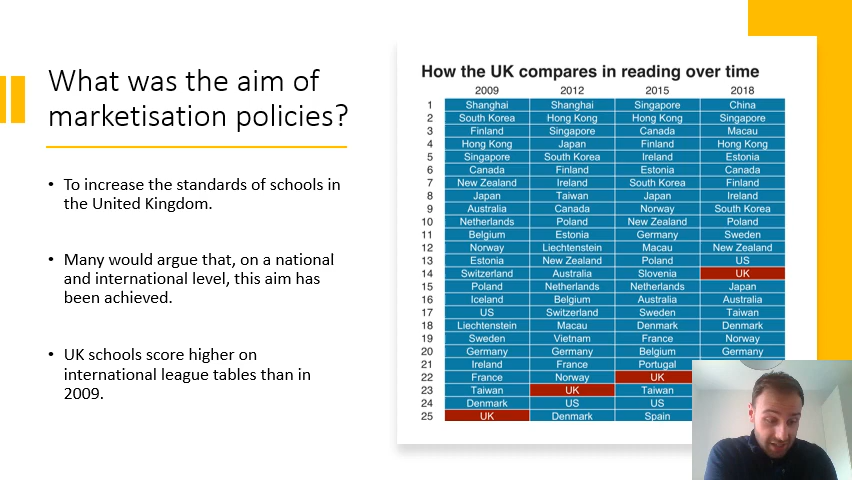 What was the aim of
marketisation policies?
• To increase the standards of schools in
the United Kingdom.
• Many would argue that, on a national
and international level, this aim has
been achieved.
• UK schools score higher on
international league tables than in
2009.
How the UK compares in reading over time
2009 2012 2015 2018
1 Shanghai Shanghai Singapore China
2 South Korea Hong Kong Hong Kong Singapore
3 Finland Singapore Canada Macau
4 Hong Kong Japan Finland Hong Kong
5 Singapore South Korea Ireland Estonia
6 Canada Finland Estonia Canada
7 New Zealand Ireland South Korea Finland
8 Japan Taiwan Japan Ireland
9 Australia Canada Norway South Korea
10 Netherlands Poland New Zealand Poland
11 Belgium Estonia Germany Sweden
12 Norway Liechtenstein Macau New Zealand
13 Estonia New Zealand Poland US
14 Switzerland Australia Slovenia UK
15 Poland Netherlands Netherlands Japan
16 Iceland Belgium Australia Australia
17 US Switzerland Sweden Taiwan
18 Liechtenstein Macau Denmark Denmark
19 Sweden Vietnam France Norway
20 Germany Germany Belgium Germany
21 Ireland France Portugal
22 France Norway UK
23 Taiwan UK Taiwan
24 Denmark US US
25 UK Denmark Spain